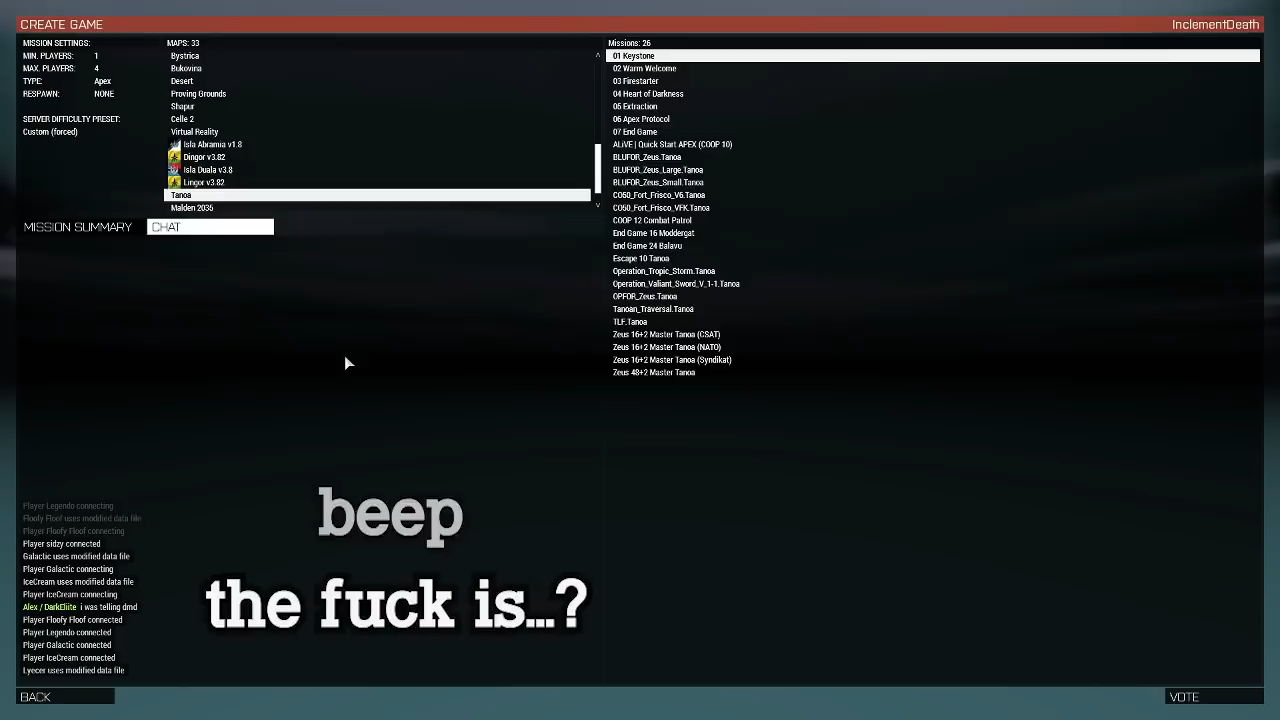 CREATE GAME
InclementDeath
MISSION SETTINGS:
MIN. PLAYERS: 1
MAX. PLAYERS: 4
TYPE: Apex
RESPAWN: NONE
SERVER DIFFICULTY PRESET:
Custom (forced)
MAPS: 33
Bystrica
Bukovina
Desert
Proving Grounds
Shapur
Celle 2
Virtual Reality
Isla Abramia v1.8
Dingor v3.82
Isla Duala v3.8
Lingor v3.82
Tanoa
Malden 2035
Missions: 26
01 Keystone
02 Warm Welcome
03 Firestarter
04 Heart of Darkness
05 Extraction
06 Apex Protocol
07 End Game
ALiVE | Quick Start APEX (COOP 10)
BLUFOR_Zeus.Tanoa
BLUFOR_Zeus_Large.Tanoa
BLUFOR_Zeus_Small.Tanoa
CO50_Fort_Frisco_V6.Tanoa
CO50_Fort_Frisco_VFK.Tanoa
COOP 12 Combat Patrol
End Game 16 Moddergat
End Game 24 Balavu
Escape 10 Tanoa
Operation_Tropic_Storm.Tanoa
Operation_Valiant_Sword_V_1-1.Tanoa
OPFOR_Zeus.Tanoa
Tanoan_Traversal.Tanoa
TLF.Tanoa
Zeus 16+2 Master Tanoa (CSAT)
Zeus 16+2 Master Tanoa (NATO)
Zeus 16+2 Master Tanoa (Syndikat)
Zeus 48+2 Master Tanoa
MISSION SUMMARY
CHAT
Player Legendo connecting
Floofy Floof uses modified data file
Player Floofy Floof connecting
Player sidzy connected
Galactic uses modified data file
Player Galactic connecting
IceCream uses modified data file
Player IceCream connecting
Alex / DarkEliite i was telling dmd
Player Floofy Floof connected
Player Legendo connected
Player Galactic connected
Player IceCream connected
Lyecer uses modified data file
beep
the fuck is...?
BACK
VOTE